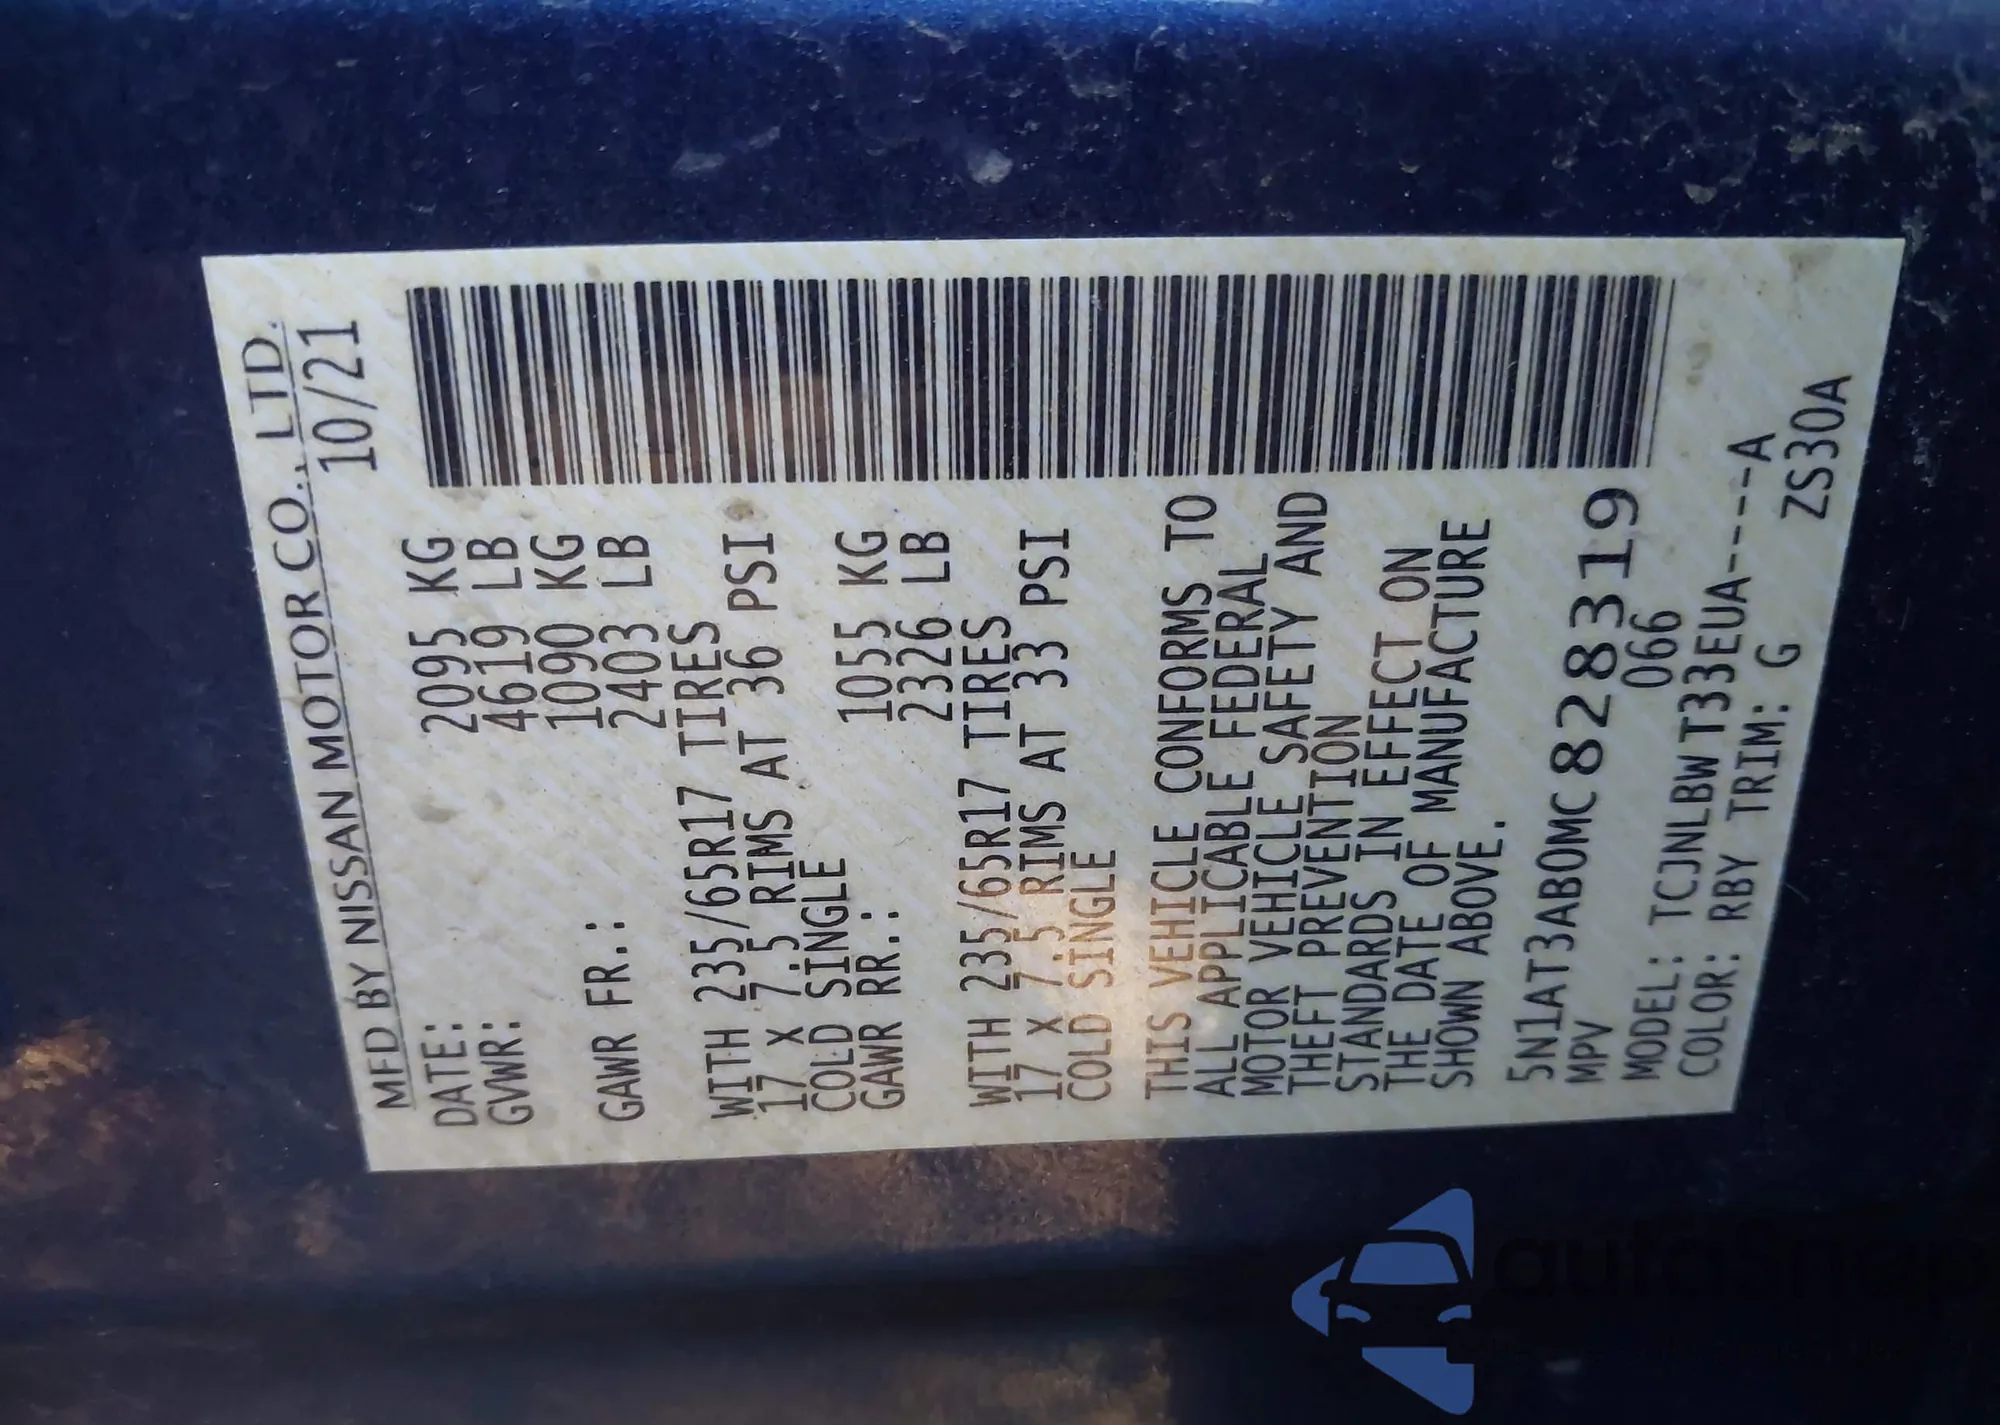 MFD BY NISSAN MOTOR CO., LTD.
DATE: 10/21
GVWR: 2095 KG
4619 LB
GAWR FR.: 1090 KG
2403 LB
WITH 235/65R17 TIRES
17 X 7.5 RIMS AT 36 PSI
COLD SINGLE
GAWR RR.: 1055 KG
2326 LB
WITH 235/65R17 TIRES
17 X 7.5 RIMS AT 33 PSI
COLD SINGLE
THIS VEHICLE CONFORMS TO
ALL APPLICABLE FEDERAL
MOTOR VEHICLE SAFETY AND
THEFT PREVENTION
STANDARDS IN EFFECT ON
THE DATE OF MANUFACTURE
SHOWN ABOVE.
5N1AT3AB0MC828319
MPV 066
MODEL: TCJNLBWT33EUA----A
COLOR: RBY TRIM: G ZS30A